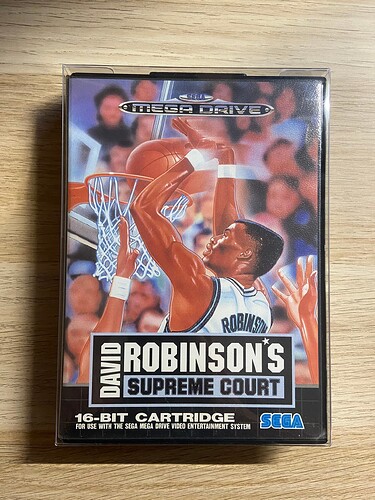 SEGA
MEGA DRIVE
ROBINSON
DAVID
ROBINSON'S
SUPREME COURT
16-BIT CARTRIDGE
FOR USE WITH THE SEGA MEGA DRIVE VIDEO ENTERTAINMENT SYSTEM
SEGA